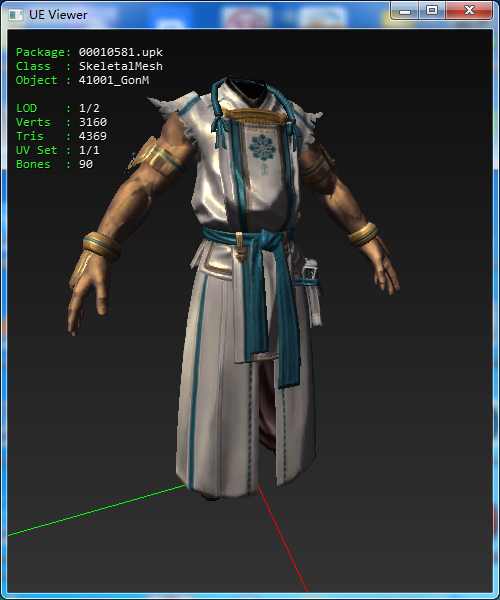 UE Viewer
Package: 00010581.upk
Class  : SkeletalMesh
Object : 41001_GonM
LOD    : 1/2
Verts  : 3160
Tris   : 4369
UV Set : 1/1
Bones  : 90